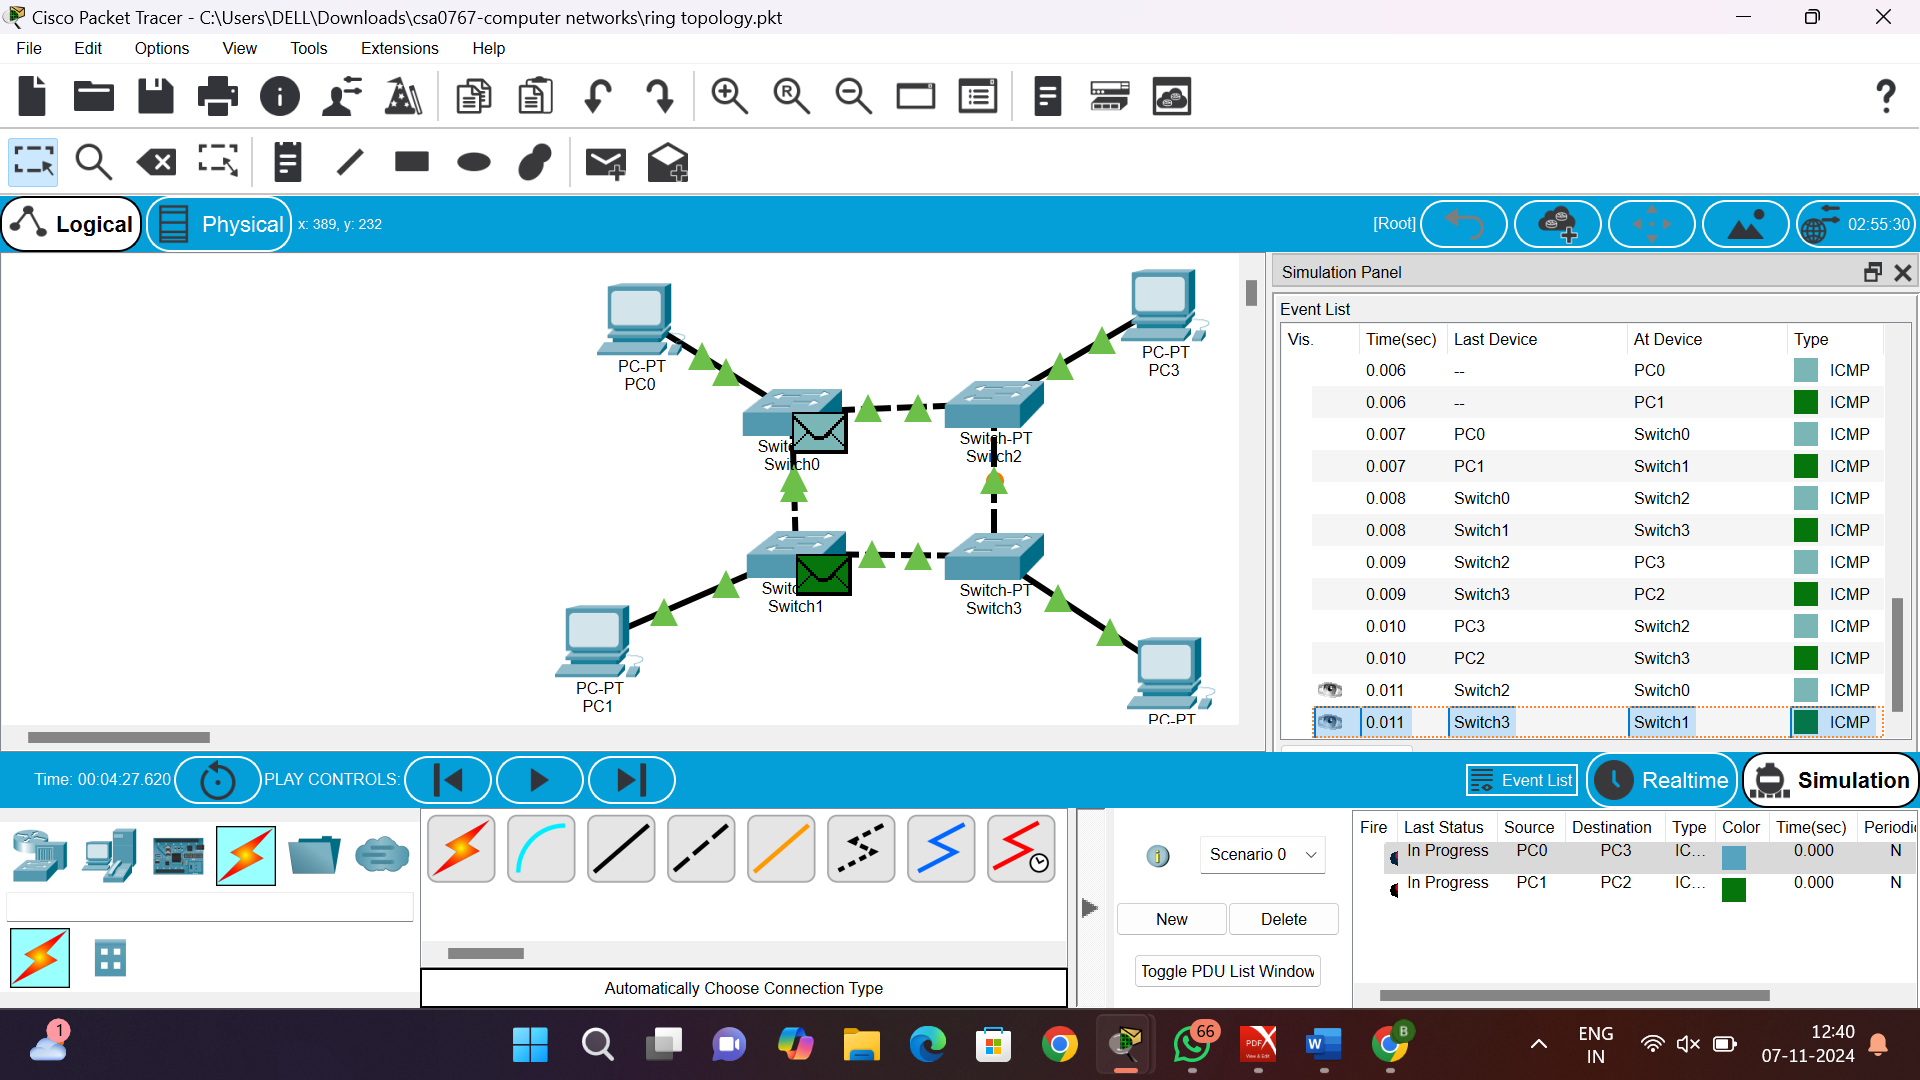 Cisco Packet Tracer - C:\Users\DELL\Downloads\csa0767-computer networks\ring topology.pkt
File Edit Options View Tools Extensions Help
Logical Physical x: 389, y: 232 [Root] 02:55:30
PC-PT
PC0
PC-PT
PC3
Switch0
Switch-PT
Switch2
Switch1
Switch-PT
Switch3
PC-PT
PC1
PC-PT
Simulation Panel
Event List
Vis. Time(sec) Last Device At Device Type
0.006 -- PC0 ICMP
0.006 -- PC1 ICMP
0.007 PC0 Switch0 ICMP
0.007 PC1 Switch1 ICMP
0.008 Switch0 Switch2 ICMP
0.008 Switch1 Switch3 ICMP
0.009 Switch2 PC3 ICMP
0.009 Switch3 PC2 ICMP
0.010 PC3 Switch2 ICMP
0.010 PC2 Switch3 ICMP
0.011 Switch2 Switch0 ICMP
0.011 Switch3 Switch1 ICMP
Time: 00:04:27.620 PLAY CONTROLS: Event List Realtime Simulation
Automatically Choose Connection Type
Scenario 0
New Delete
Toggle PDU List Window
Fire Last Status Source Destination Type Color Time(sec) Periodi
In Progress PC0 PC3 IC... 0.000 N
In Progress PC1 PC2 IC... 0.000 N
1
66
PDF
B
ENG
IN
12:40
07-11-2024